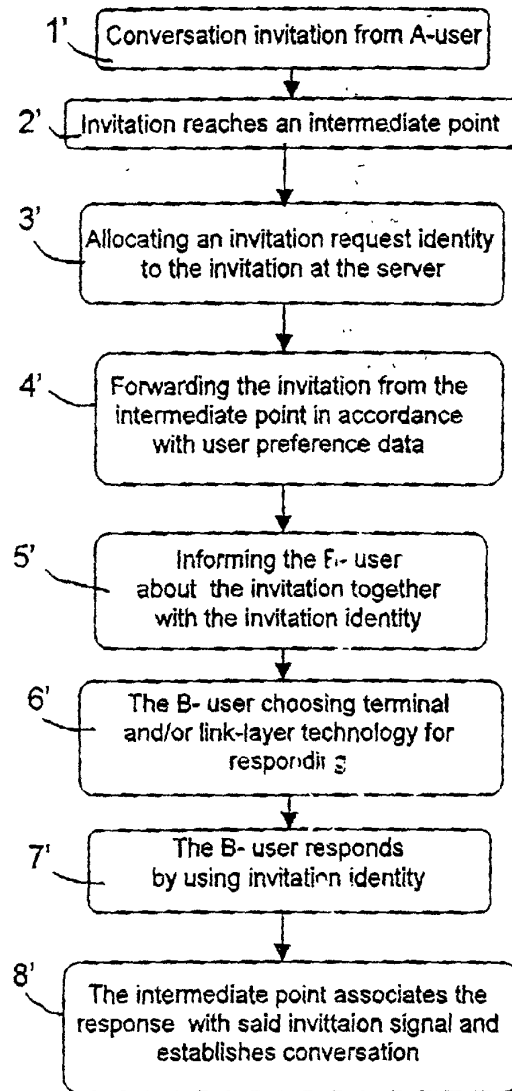 1' Conversation invitation from A-user
2' Invitation reaches an intermediate point
3' Allocating an invitation request identity
to the invitation at the server
4' Forwarding the invitation from the
intermediate point in accordance
with user preference data
5' Informing the B- user
about the invitation together
with the invitation identity
6' The B- user choosing terminal
and/or link-layer technology for
responding
7' The B- user responds
by using invitation identity
8' The intermediate point associates the
response with said invittaion signal and
establishes conversation